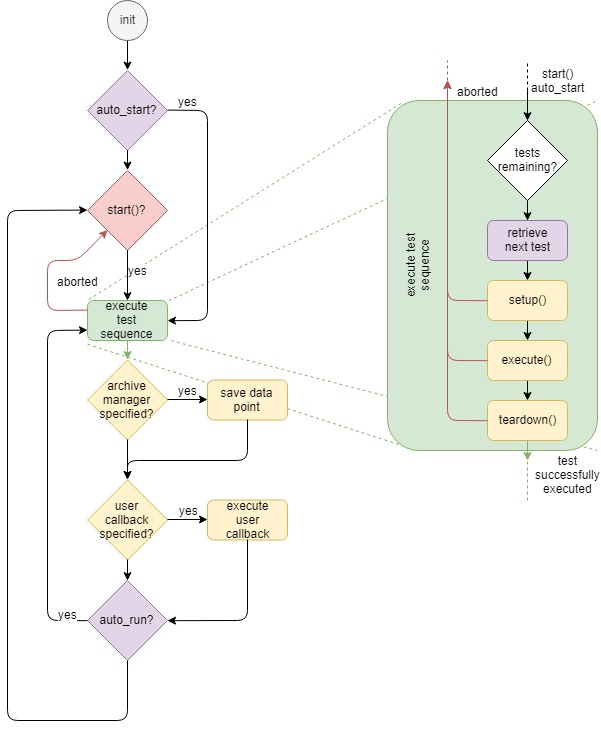 init
auto_start?
yes
start()?
yes
aborted
execute
test
sequence
archive
manager
specified?
yes
save data
point
user
callback
specified?
yes
execute
user
callback
auto_run?
yes
start()
auto_start
aborted
tests
remaining?
retrieve
next test
execute test
sequence
setup()
execute()
teardown()
test
successfully
executed